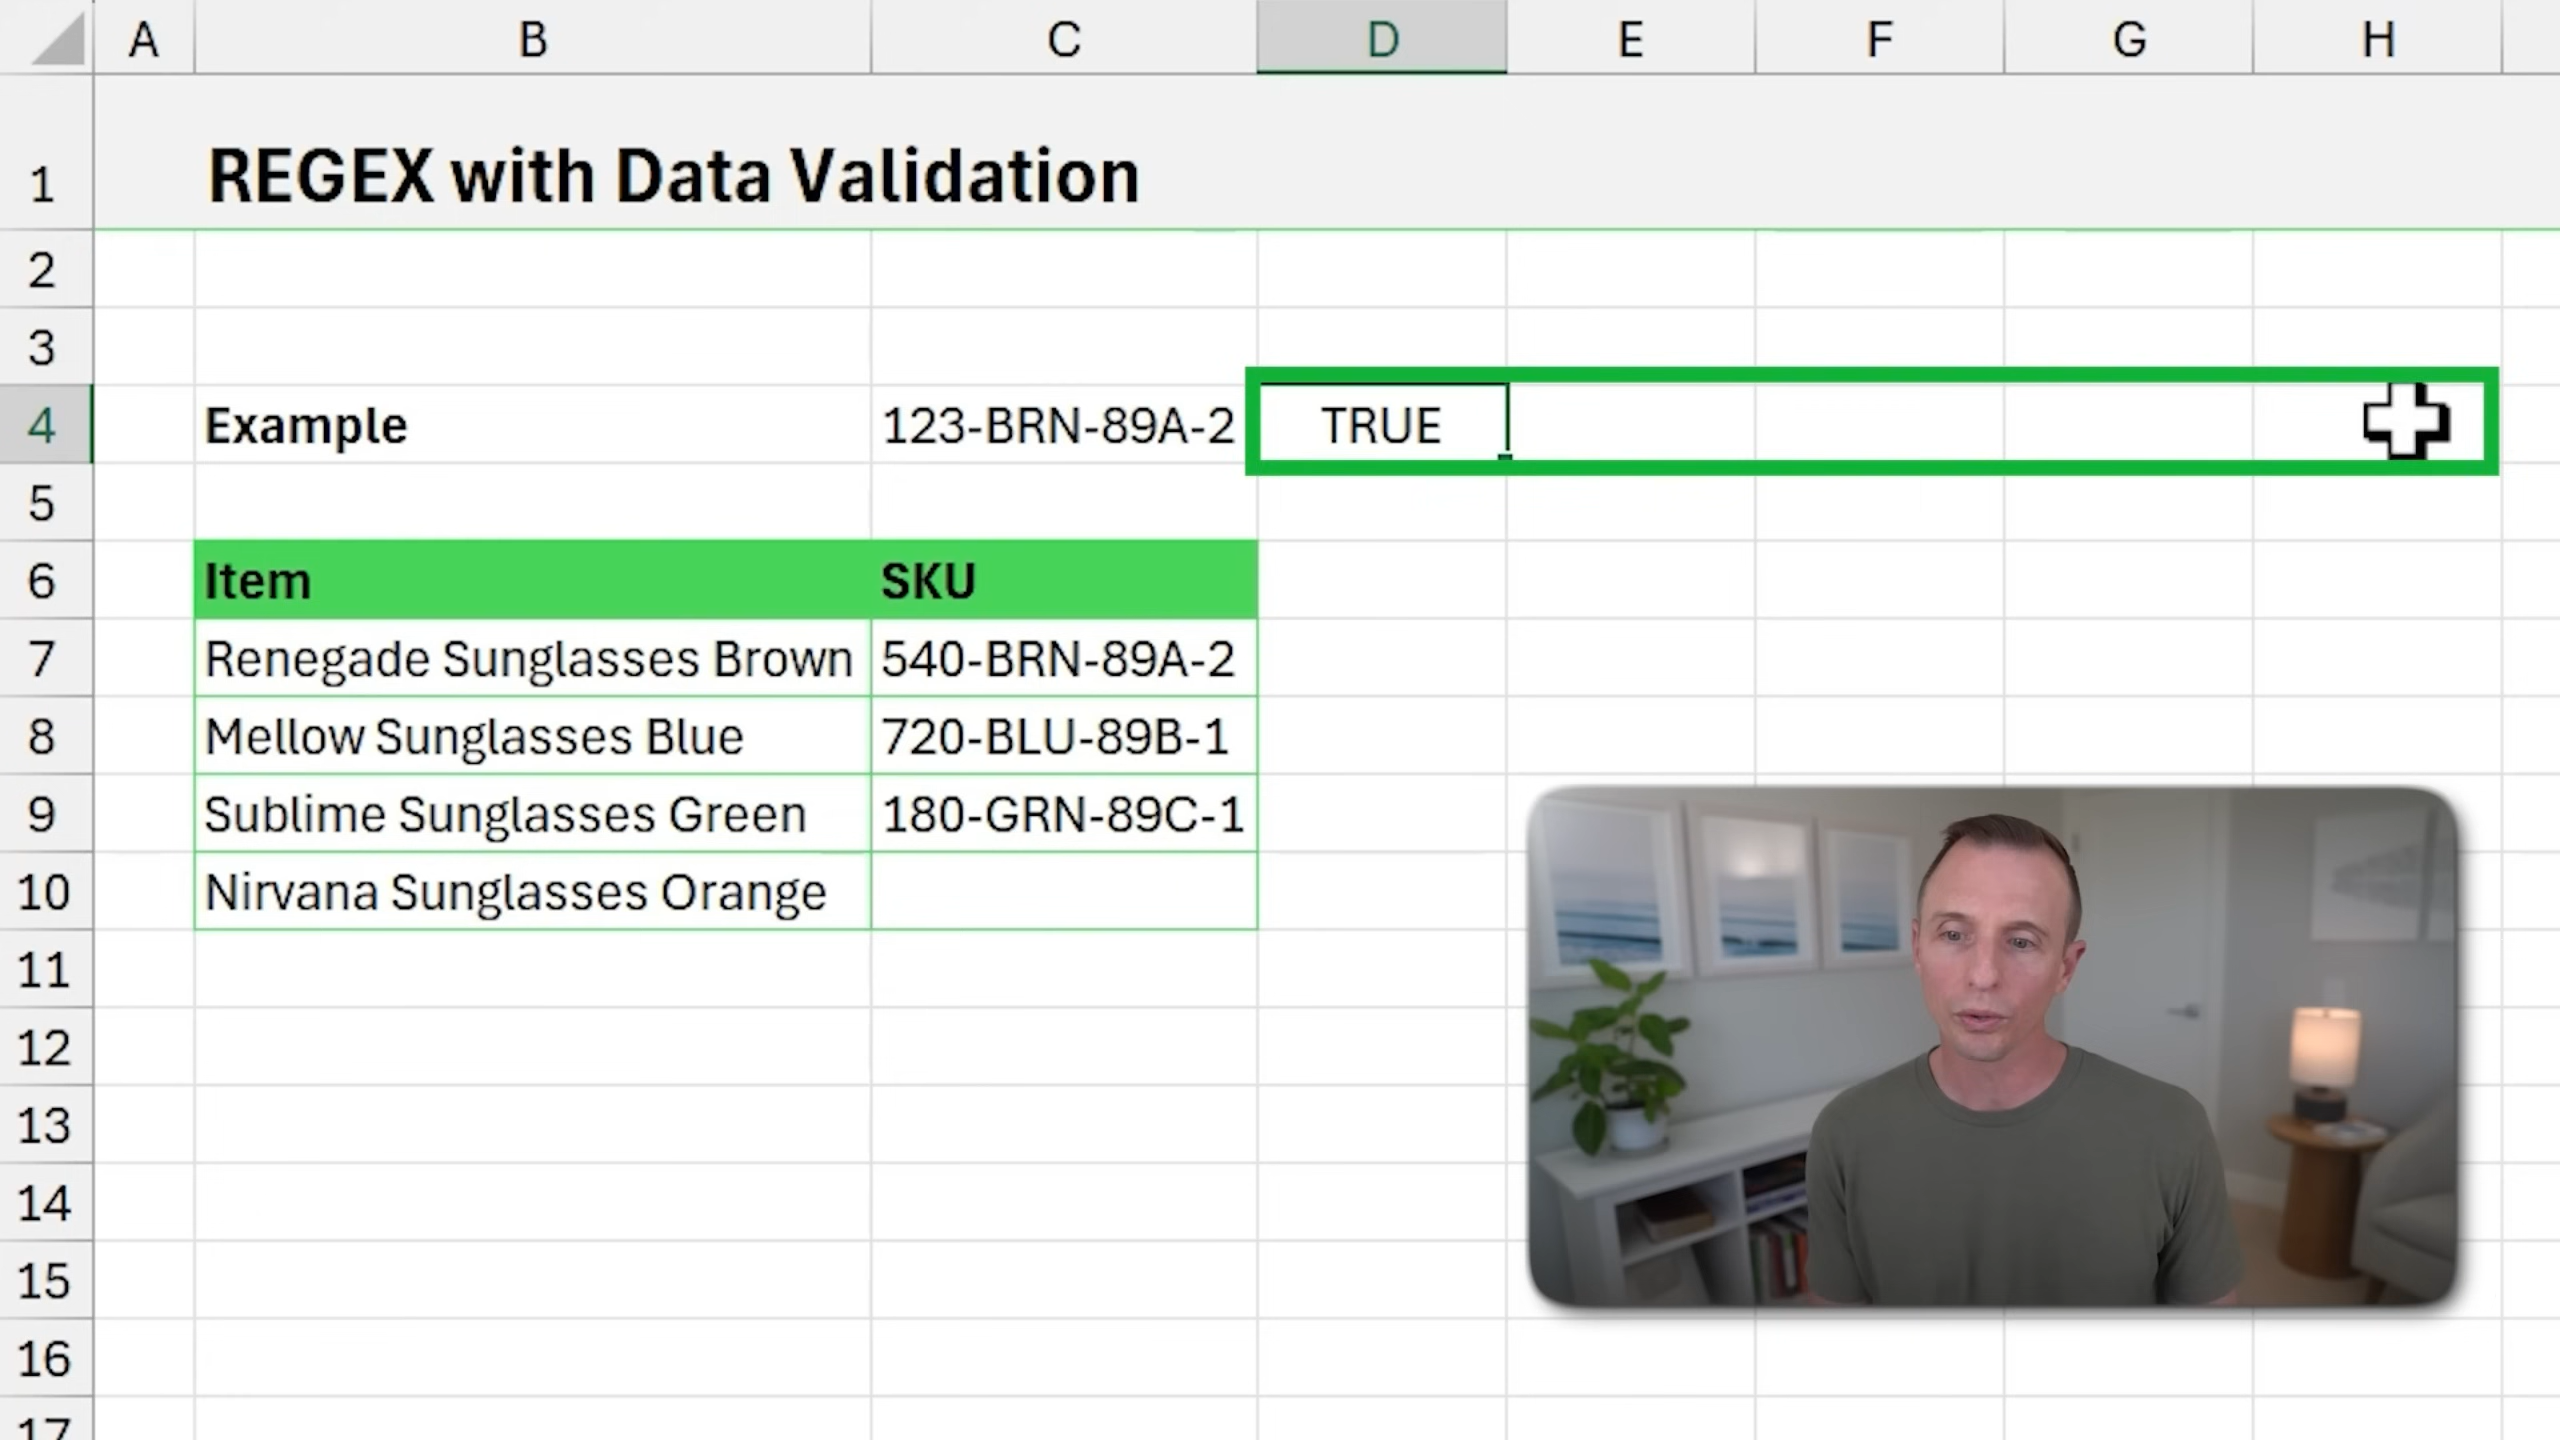 A B C D E F G H
1 REGEX with Data Validation
2
3
4 Example 123-BRN-89A-2 TRUE
5
6 Item SKU
7 Renegade Sunglasses Brown 540-BRN-89A-2
8 Mellow Sunglasses Blue 720-BLU-89B-1
9 Sublime Sunglasses Green 180-GRN-89C-1
10 Nirvana Sunglasses Orange
11
12
13
14
15
16
17